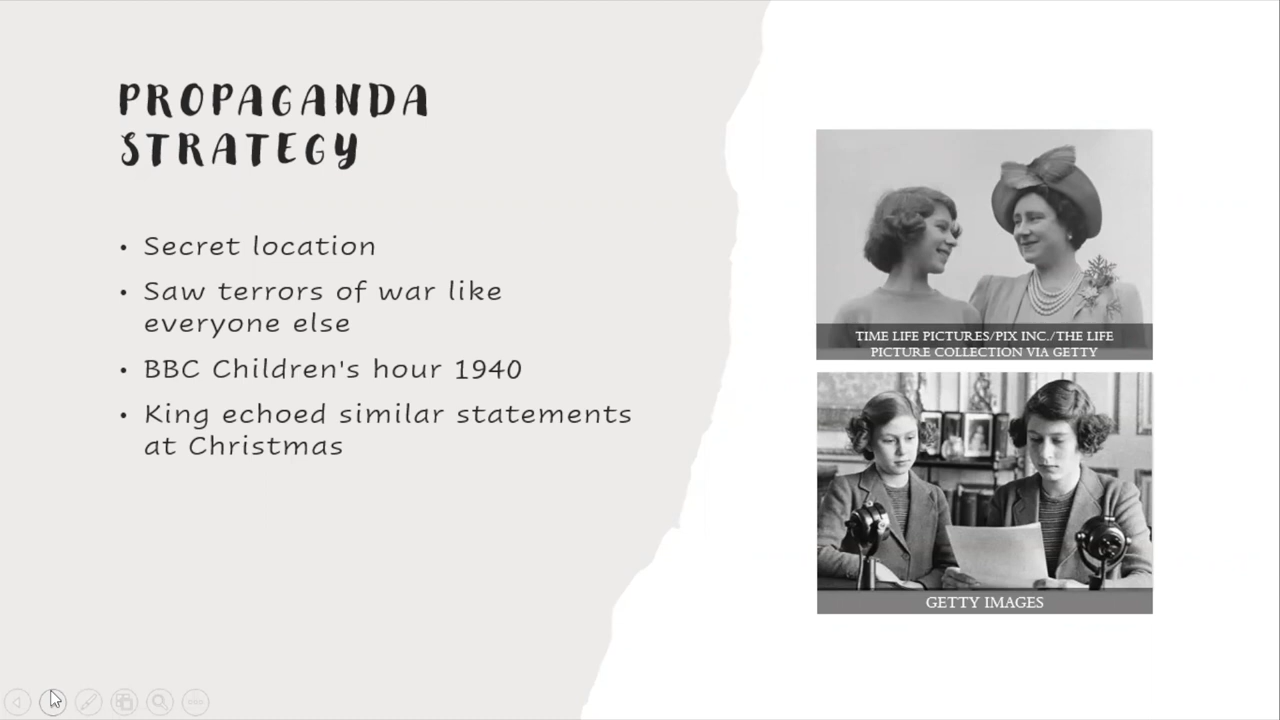 PROPAGANDA
STRATEGY
• Secret location
• Saw terrors of war like
everyone else
• BBC Children's hour 1940
• King echoed similar statements
at Christmas
TIME LIFE PICTURES/PIX INC./THE LIFE
PICTURE COLLECTION VIA GETTY
GETTY IMAGES